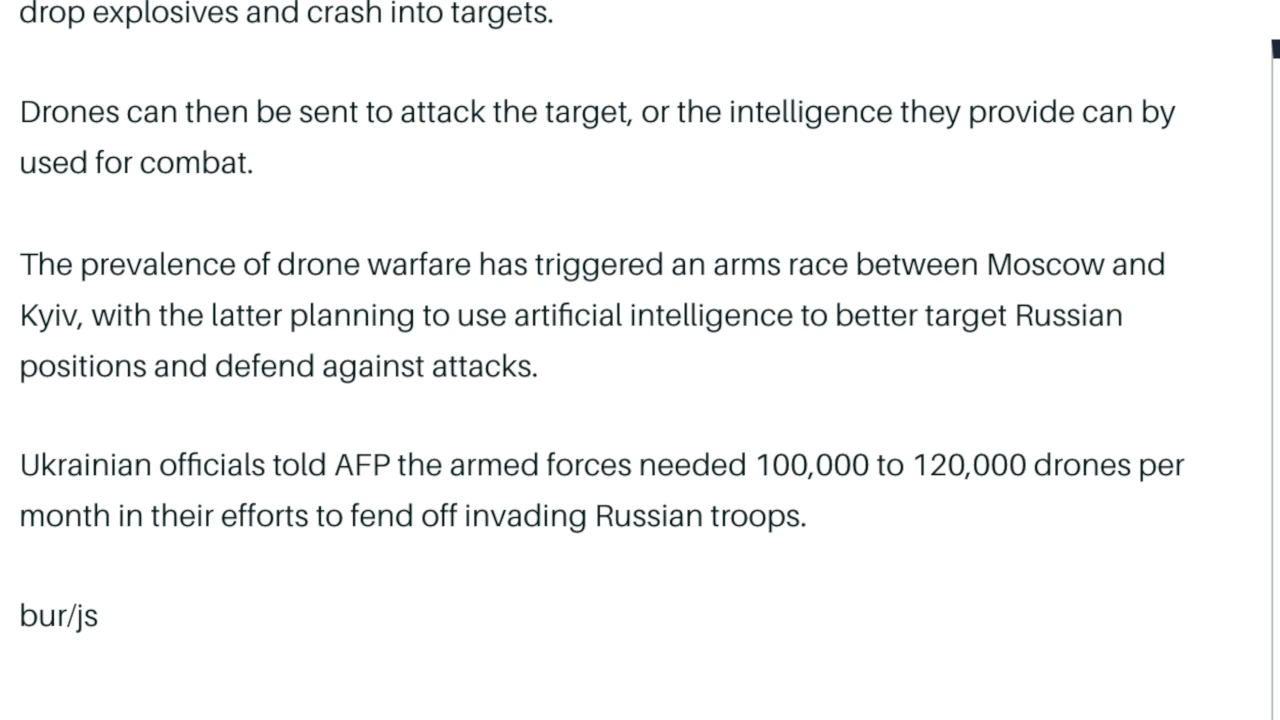 drop explosives and crash into targets.
Drones can then be sent to attack the target, or the intelligence they provide can by
used for combat.
The prevalence of drone warfare has triggered an arms race between Moscow and
Kyiv, with the latter planning to use artificial intelligence to better target Russian
positions and defend against attacks.
Ukrainian officials told AFP the armed forces needed 100,000 to 120,000 drones per
month in their efforts to fend off invading Russian troops.
bur/js